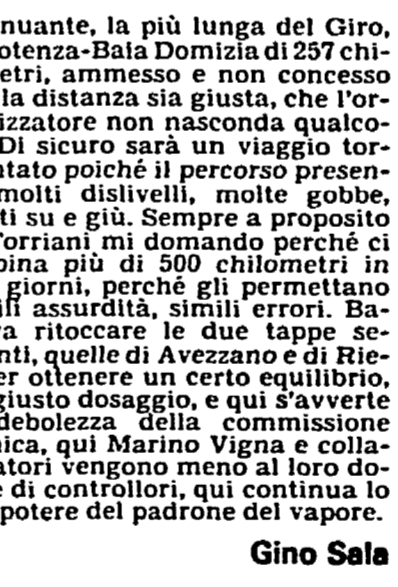 nuante, la più lunga del Giro,
otenza-Baia Domizia di 257 chi-
etri, ammesso e non concesso
la distanza sia giusta, che l'or-
izzatore non nasconda qualco-
Di sicuro sarà un viaggio tor-
ntato poiché il percorso presen-
molti dislivelli, molte gobbe,
ti su e giù. Sempre a proposito
Torriani mi domando perché ci
bina più di 500 chilometri in
giorni, perché gli permettano
ili assurdità, simili errori. Ba-
va ritoccare le due tappe se-
nti, quelle di Avezzano e di Rie-
er ottenere un certo equilibrio,
giusto dosaggio, e qui s'avverte
debolezza della commissione
nica, qui Marino Vigna e colla-
atori vengono meno al loro do-
e di controllori, qui continua lo
potere del padrone del vapore.
Gino Sala